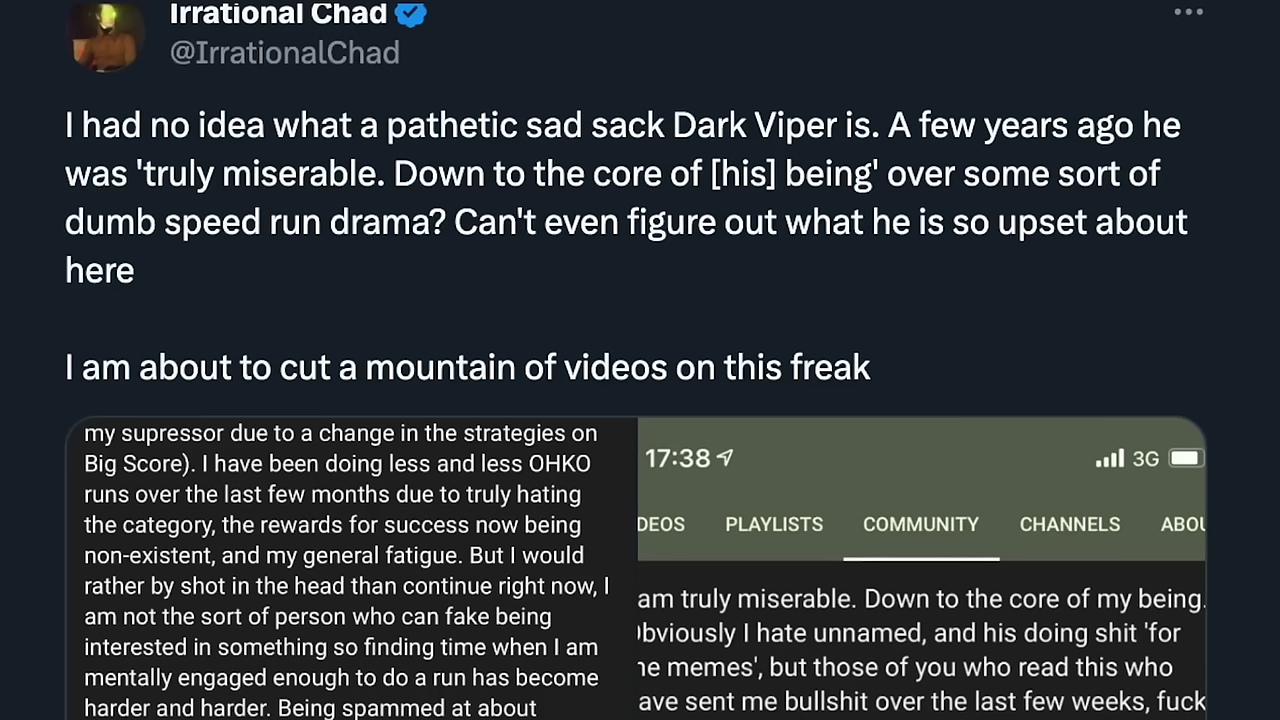 Irrational Chad
@IrrationalChad
I had no idea what a pathetic sad sack Dark Viper is. A few years ago he
was 'truly miserable. Down to the core of [his] being' over some sort of
dumb speed run drama? Can't even figure out what he is so upset about
here
I am about to cut a mountain of videos on this freak
my supressor due to a change in the strategies on
Big Score). I have been doing less and less OHKO
runs over the last few months due to truly hating
the category, the rewards for success now being
non-existent, and my general fatigue. But I would
rather by shot in the head than continue right now, I
am not the sort of person who can fake being
interested in something so finding time when I am
mentally engaged enough to do a run has become
harder and harder. Being spammed at about
17:38 3G
DEOS PLAYLISTS COMMUNITY CHANNELS ABOU
am truly miserable. Down to the core of my being.
bviously I hate unnamed, and his doing shit 'for
he memes', but those of you who read this who
ave sent me bullshit over the last few weeks, fuck